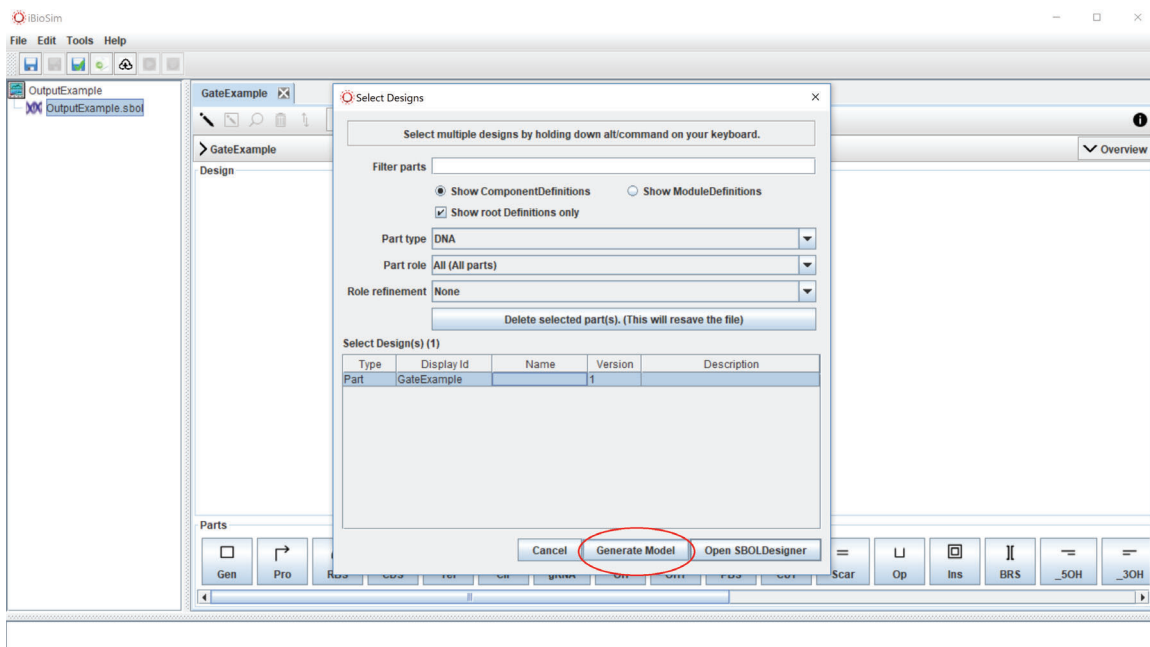 iBioSim
File Edit Tools Help
OutputExample
OutputExample.sbol
GateExample
GateExample
Overview
Design
Select Designs
Select multiple designs by holding down alt/command on your keyboard.
Filter parts
Show ComponentDefinitions Show ModuleDefinitions
Show root Definitions only
Part type DNA
Part role All (All parts)
Role refinement None
Delete selected part(s). (This will resave the file)
Select Design(s) (1)
Type Display Id Name Version Description
Part GateExample 1
Cancel Generate Model Open SBOLDesigner
Parts
Gen Pro Scar Op Ins BRS _5OH _3OH